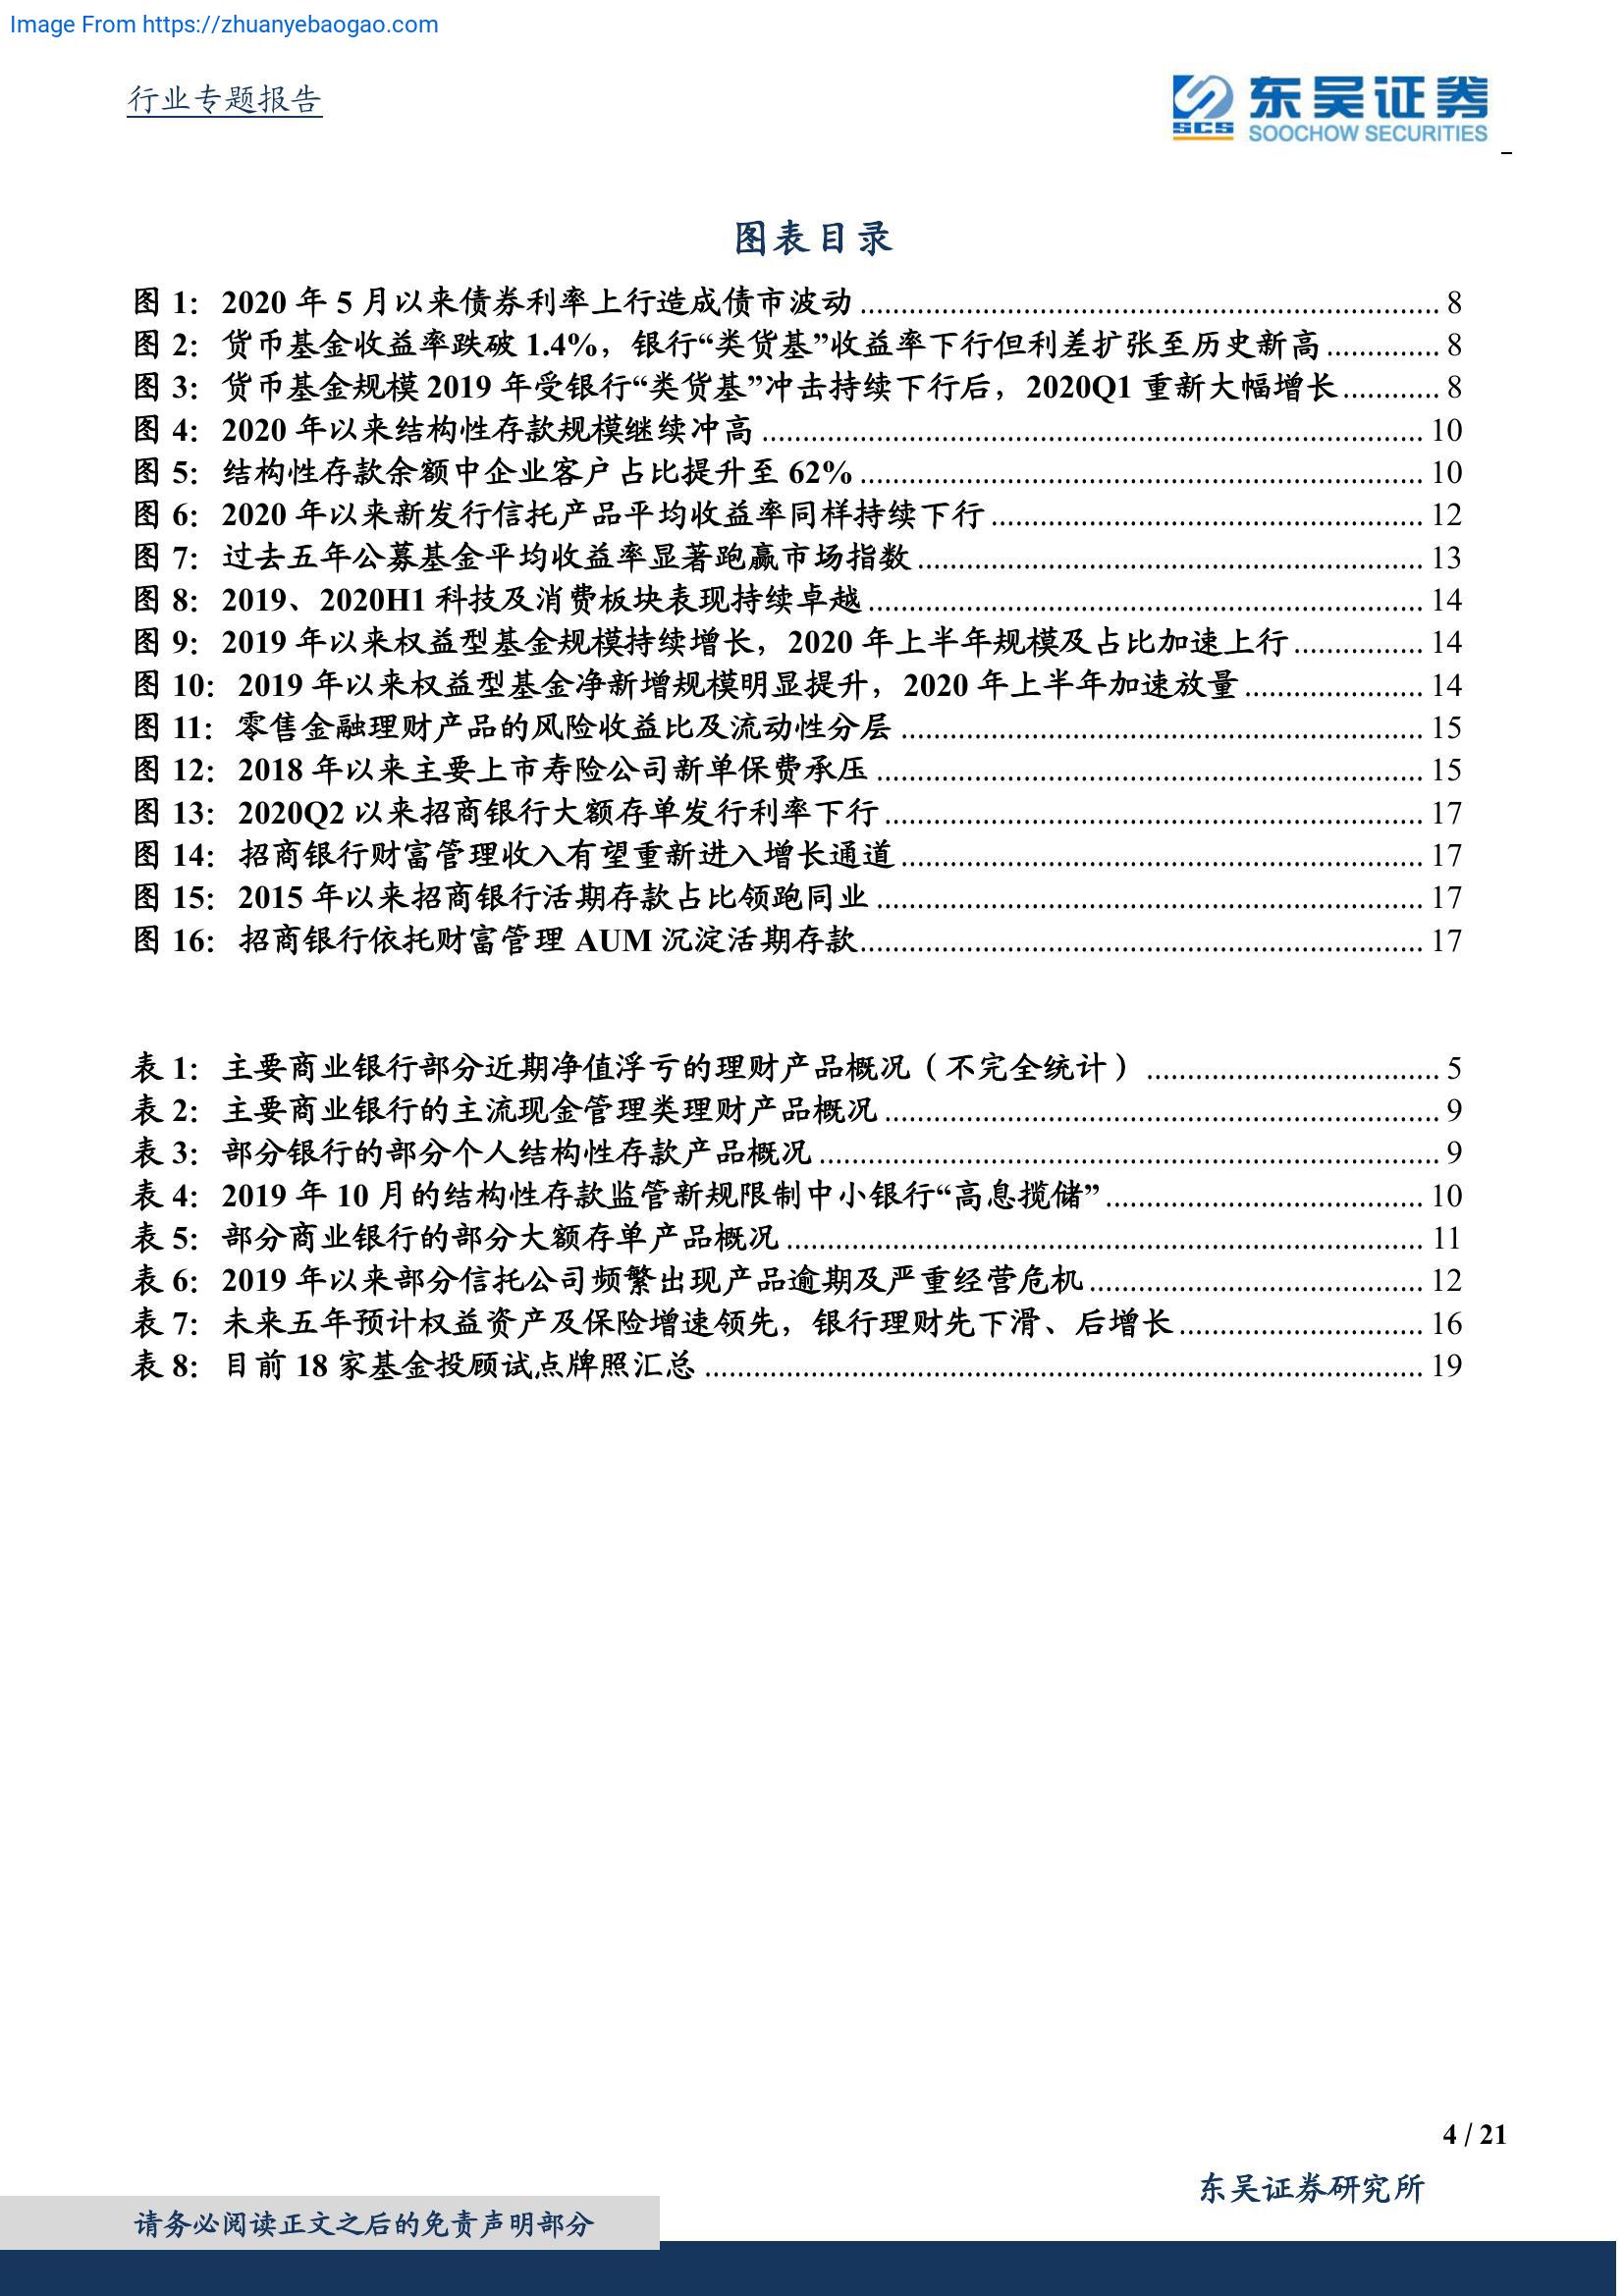 Image From https://zhuanyebaogao.com
行业专题报告
SCS
东吴证券
SOOCHOW SECURITIES
图表目录
图 1： 2020 年 5 月以来债券利率上行造成债市波动 ........ 8
图 2： 货币基金收益率跌破 1.4%，银行“类货基”收益率下行但利差扩张至历史新高 ........ 8
图 3： 货币基金规模 2019 年受银行“类货基”冲击持续下行后，2020Q1 重新大幅增长 ........ 8
图 4： 2020 年以来结构性存款规模继续冲高 ........ 10
图 5： 结构性存款余额中企业客户占比提升至 62% ........ 10
图 6： 2020 年以来新发行信托产品平均收益率同样持续下行 ........ 12
图 7： 过去五年公募基金平均收益率显著跑赢市场指数 ........ 13
图 8： 2019、2020H1 科技及消费板块表现持续卓越 ........ 14
图 9： 2019 年以来权益型基金规模持续增长，2020 年上半年规模及占比加速上行 ........ 14
图 10： 2019 年以来权益型基金净新增规模明显提升，2020 年上半年加速放量 ........ 14
图 11： 零售金融理财产品的风险收益比及流动性分层 ........ 15
图 12： 2018 年以来主要上市寿险公司新单保费承压 ........ 15
图 13： 2020Q2 以来招商银行大额存单发行利率下行 ........ 17
图 14： 招商银行财富管理收入有望重新进入增长通道 ........ 17
图 15： 2015 年以来招商银行活期存款占比领跑同业 ........ 17
图 16： 招商银行依托财富管理 AUM 沉淀活期存款 ........ 17
表 1： 主要商业银行部分近期净值浮亏的理财产品概况（不完全统计） ........ 5
表 2： 主要商业银行的主流现金管理类理财产品概况 ........ 9
表 3： 部分银行的部分个人结构性存款产品概况 ........ 9
表 4： 2019 年 10 月的结构性存款监管新规限制中小银行“高息揽储” ........ 10
表 5： 部分商业银行的部分大额存单产品概况 ........ 11
表 6： 2019 年以来部分信托公司频繁出现产品逾期及严重经营危机 ........ 12
表 7： 未来五年预计权益资产及保险增速领先，银行理财先下滑、后增长 ........ 16
表 8： 目前 18 家基金投顾试点牌照汇总 ........ 19
4 / 21
东吴证券研究所
请务必阅读正文之后的免责声明部分